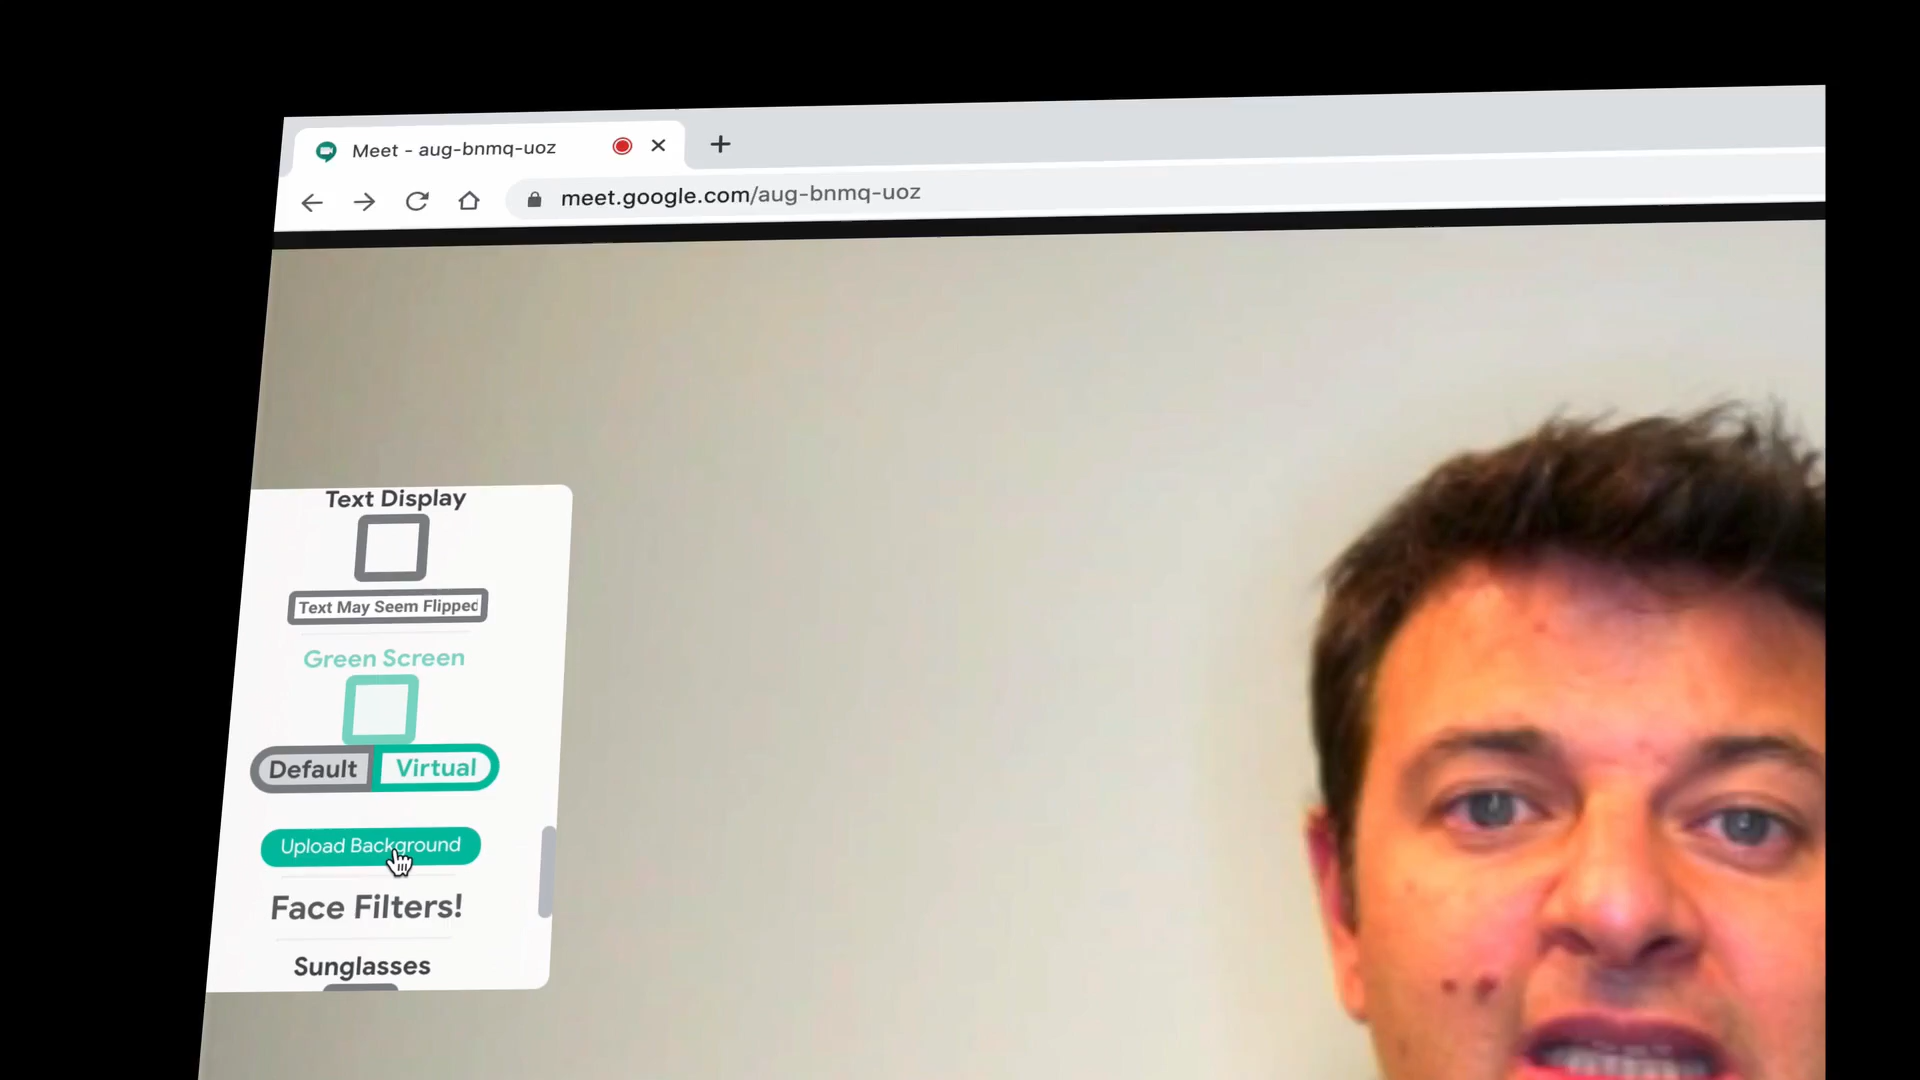 Meet - aug-bnmq-uoz
meet.google.com/aug-bnmq-uoz
Text Display
Text May Seem Flipped
Green Screen
Default Virtual
Upload Background
Face Filters!
Sunglasses